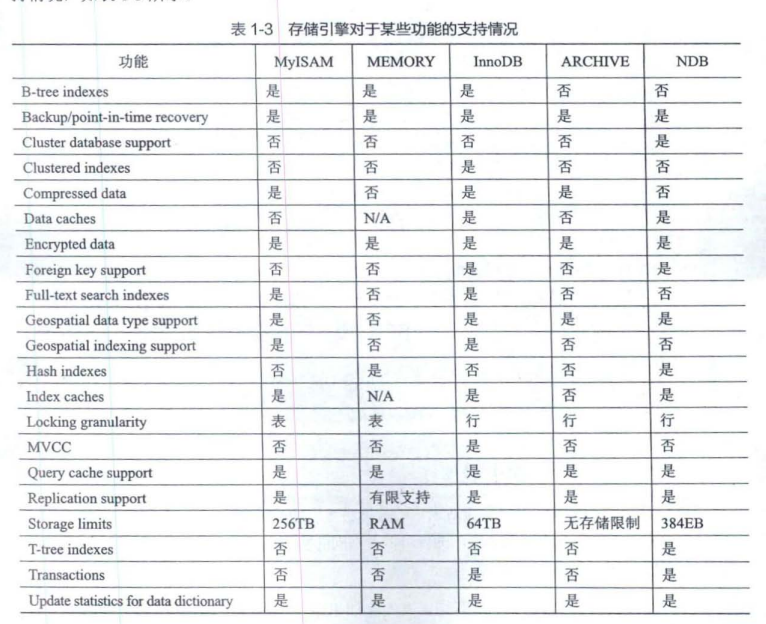 表 1-3 存储引擎对于某些功能的支持情况
功能 MyISAM MEMORY InnoDB ARCHIVE NDB
B-tree indexes 是 是 是 否 否
Backup/point-in-time recovery 是 是 是 是 是
Cluster database support 否 否 否 否 是
Clustered indexes 否 否 是 否 否
Compressed data 是 否 是 是 否
Data caches 否 N/A 是 否 是
Encrypted data 是 是 是 是 是
Foreign key support 否 否 是 否 是
Full-text search indexes 是 否 是 否 否
Geospatial data type support 是 否 是 是 是
Geospatial indexing support 是 否 是 否 否
Hash indexes 否 是 否 否 是
Index caches 是 N/A 是 否 是
Locking granularity 表 表 行 行 行
MVCC 否 否 是 否 否
Query cache support 是 是 是 是 是
Replication support 是 有限支持 是 是 是
Storage limits 256TB RAM 64TB 无存储限制 384EB
T-tree indexes 否 否 否 否 是
Transactions 否 否 是 否 是
Update statistics for data dictionary 是 是 是 是 是